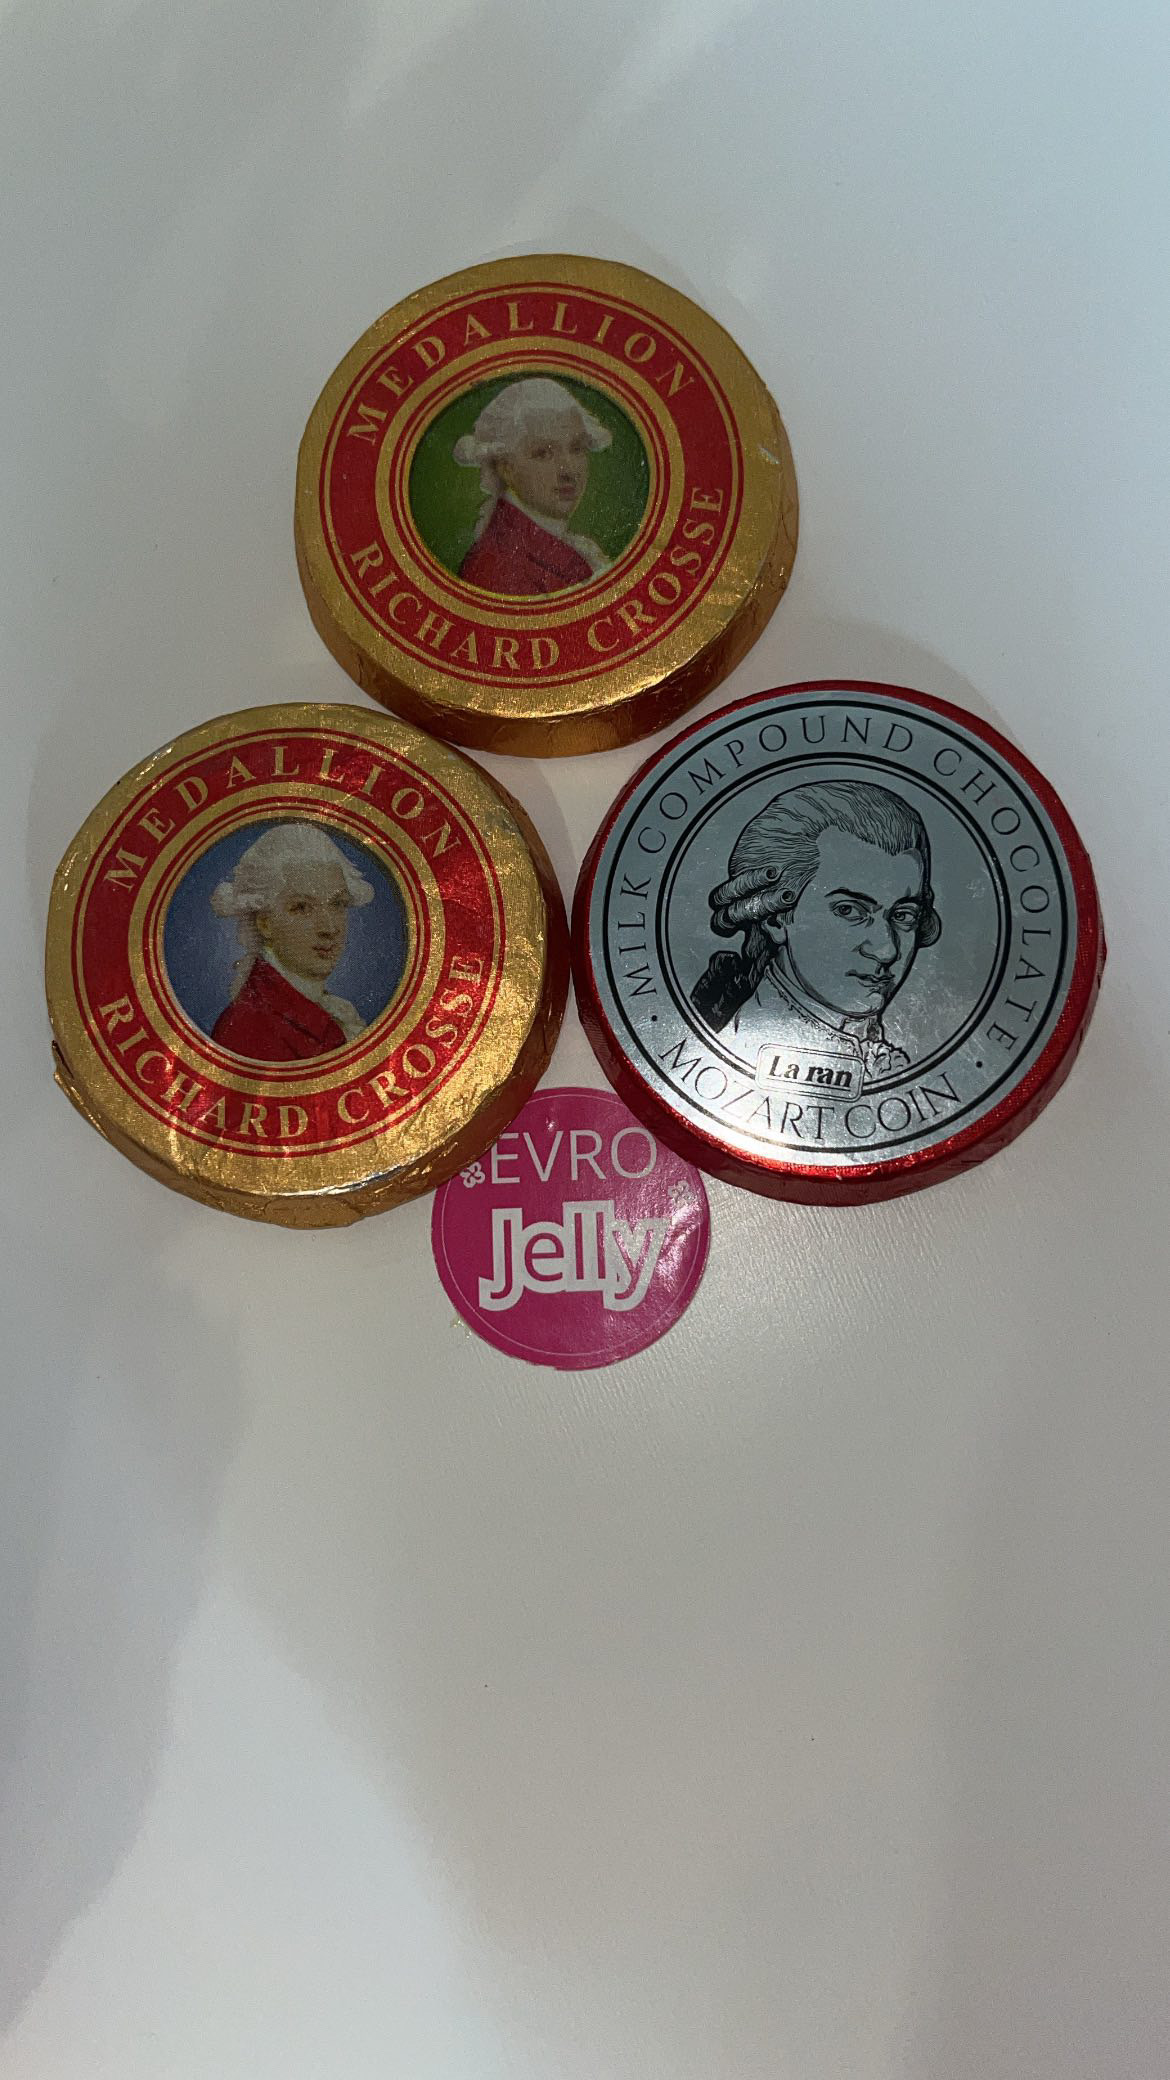 MEDALLION
RICHARD CROSSE
MEDALLION
RICHARD CROSSE
· MILK COMPOUND CHOCOLATE ·
La ran
MOZART COIN
EVRO
Jelly